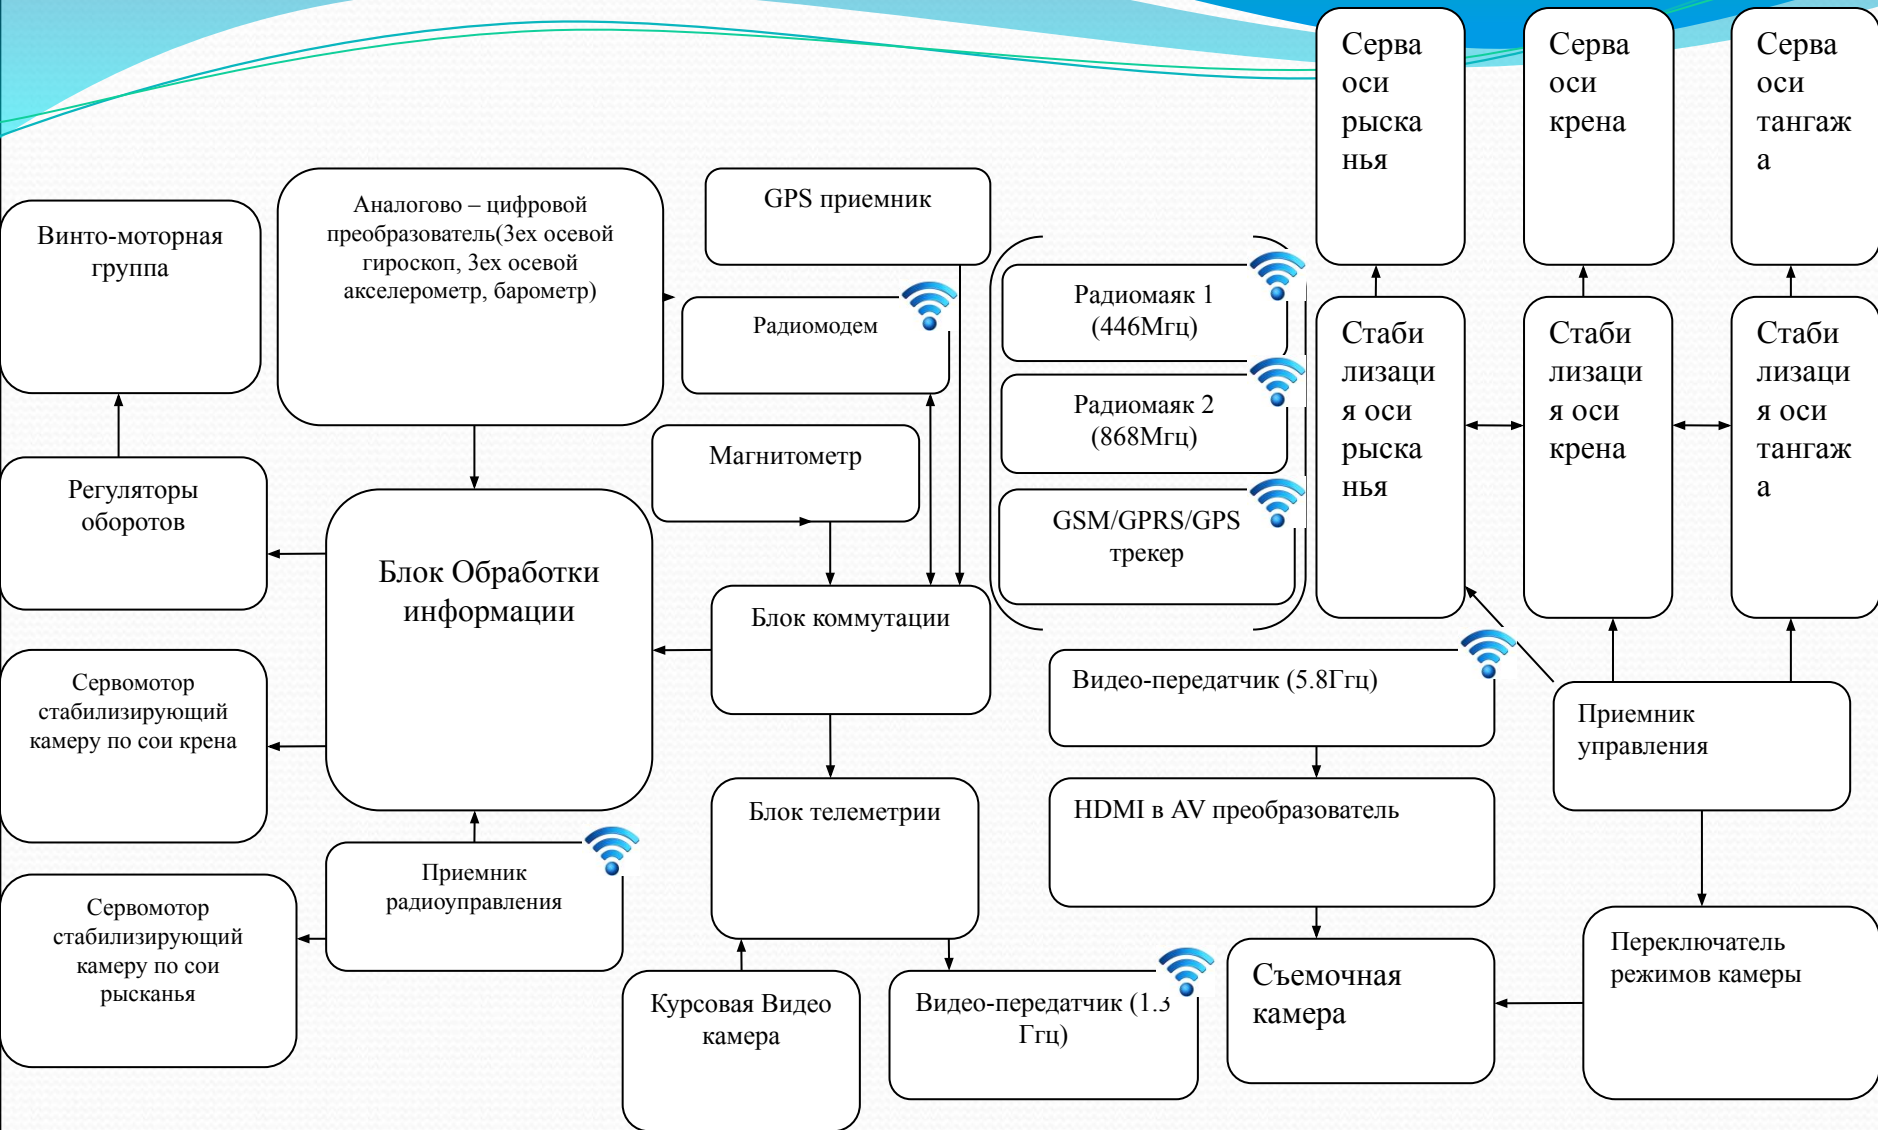 Серва
оси
рыска
нья
Серва
оси
крена
Серва
оси
тангаж
а
Винто-моторная
группа
Аналогово – цифровой
преобразователь(3ех осевой
гироскоп, 3ех осевой
акселерометр, барометр)
GPS приемник
Радиомодем
Радиомаяк 1
(446Мгц)
Радиомаяк 2
(868Мгц)
GSM/GPRS/GPS
трекер
Стаби
лизаци
я оси
рыска
нья
Стаби
лизаци
я оси
крена
Стаби
лизаци
я оси
тангаж
а
Магнитометр
Регуляторы
оборотов
Блок Обработки
информации
Блок коммутации
Сервомотор
стабилизирующий
камеру по сои крена
Видео-передатчик (5.8Ггц)
Приемник
управления
Блок телеметрии
HDMI в AV преобразователь
Приемник
радиоуправления
Сервомотор
стабилизирующий
камеру по сои
рысканья
Курсовая Видео
камера
Видео-передатчик (1.3
Ггц)
Съемочная
камера
Переключатель
режимов камеры